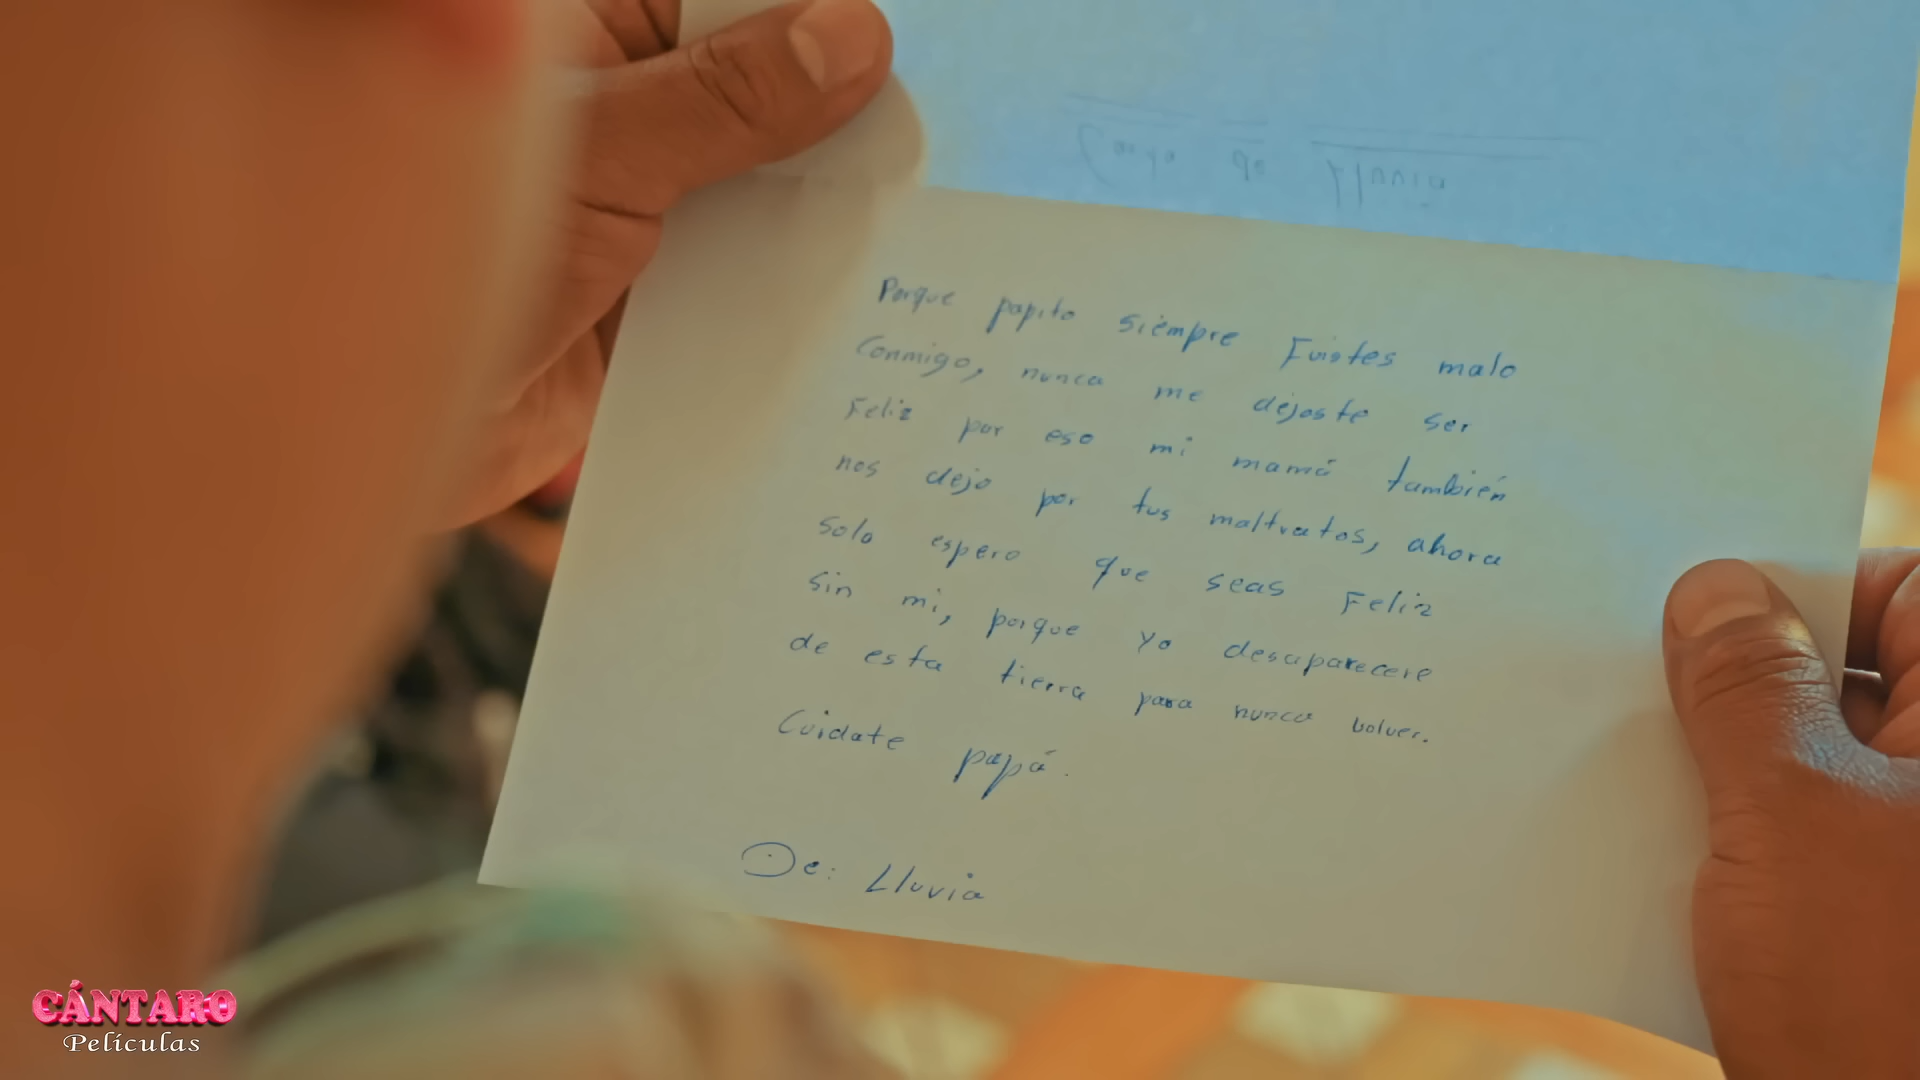 Porque papito siempre Fuistes malo
Conmigo, nunca me dejaste ser
Feliz por eso mi mamá también
nos dejo por tus maltratos, ahora
solo espero que seas Feliz
sin mi, porque yo desaparecere
de esta tierra para nunca bolver.
Cuidate papá.
De: Lluvia
CÁNTARO
Películas